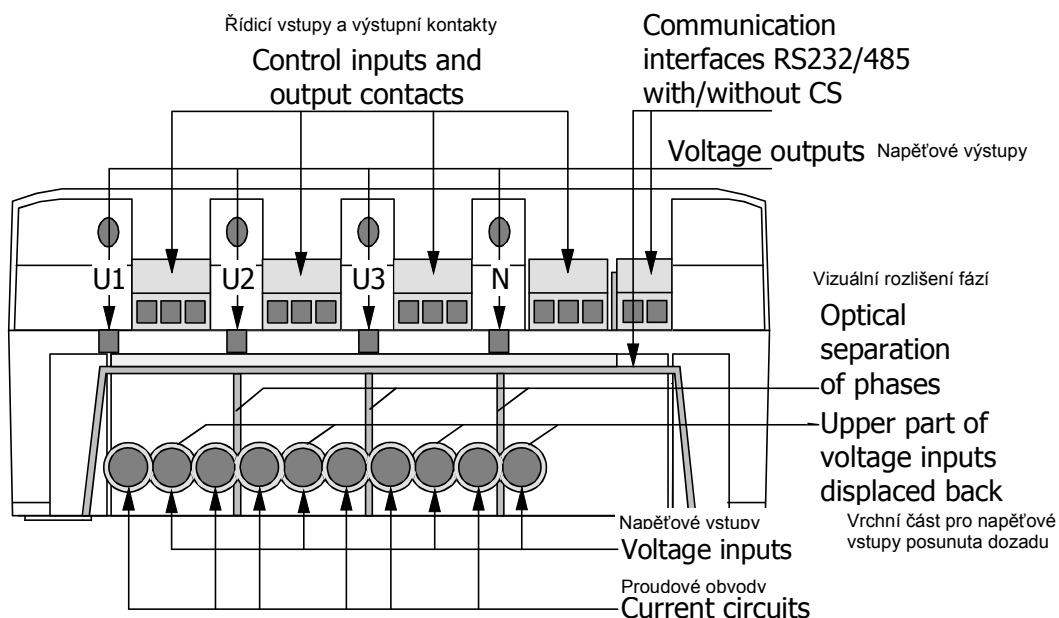 Řídicí vstupy a výstupní kontakty
Control inputs and
output contacts
Communication
interfaces RS232/485
with/without CS
Voltage outputs Napěťové výstupy
U1 U2 U3 N
Vizuální rozlišení fází
Optical
separation
of phases
Upper part of
voltage inputs
displaced back
Vrchní část pro napěťové
vstupy posunuta dozadu
Napěťové vstupy
Voltage inputs
Proudové obvody
Current circuits